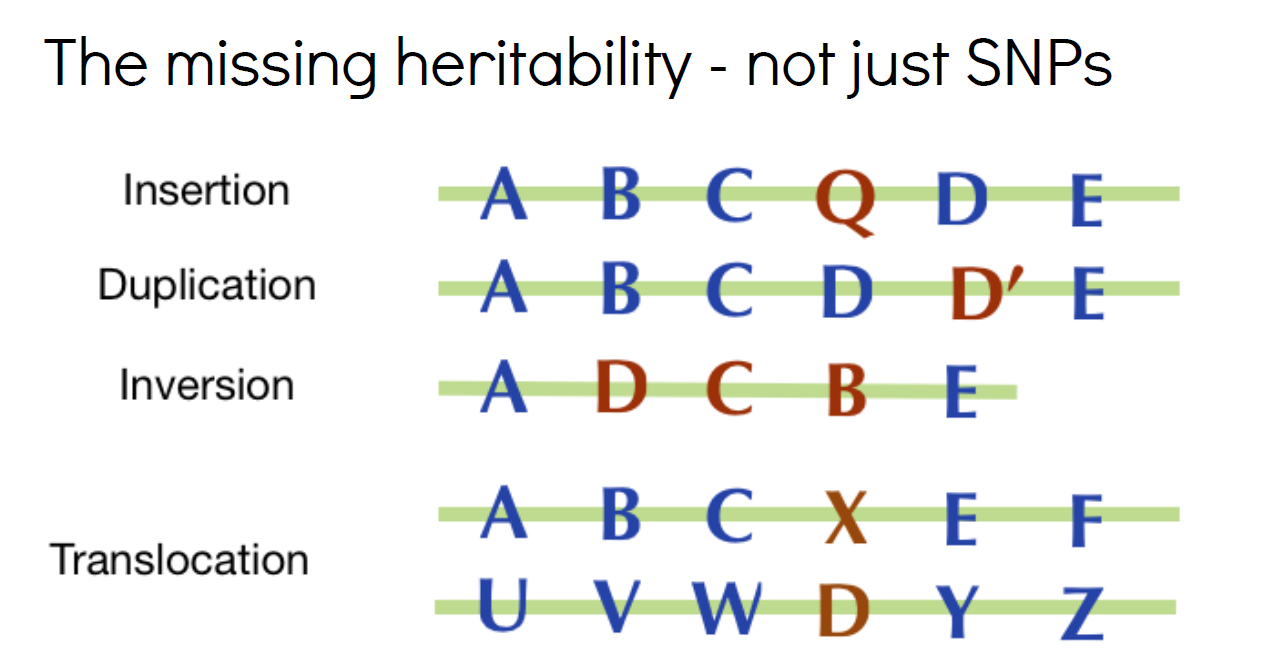 The missing heritability - not just SNPs
Insertion A B C Q D E
Duplication A B C D D′ E
Inversion A D C B E
Translocation
A B C X E F
U V W D Y Z